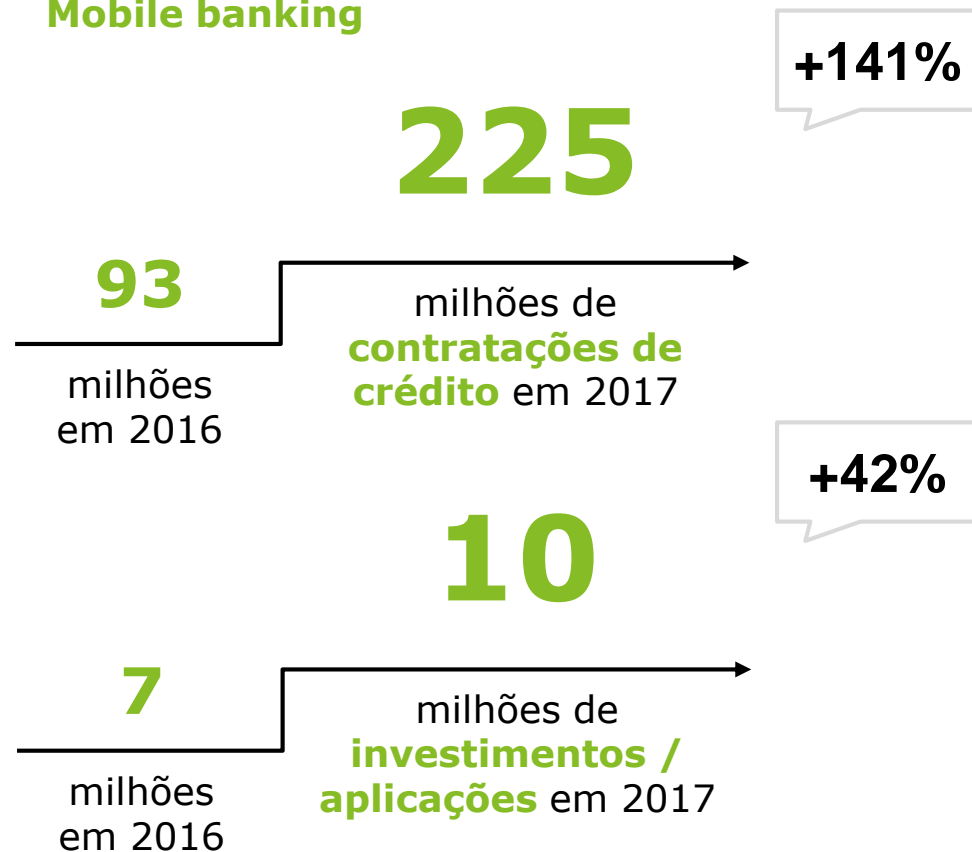 Mobile banking
+141%
225
93
milhões de
contratações de
crédito em 2017
milhões
em 2016
+42%
10
7
milhões de
investimentos /
aplicações em 2017
milhões
em 2016